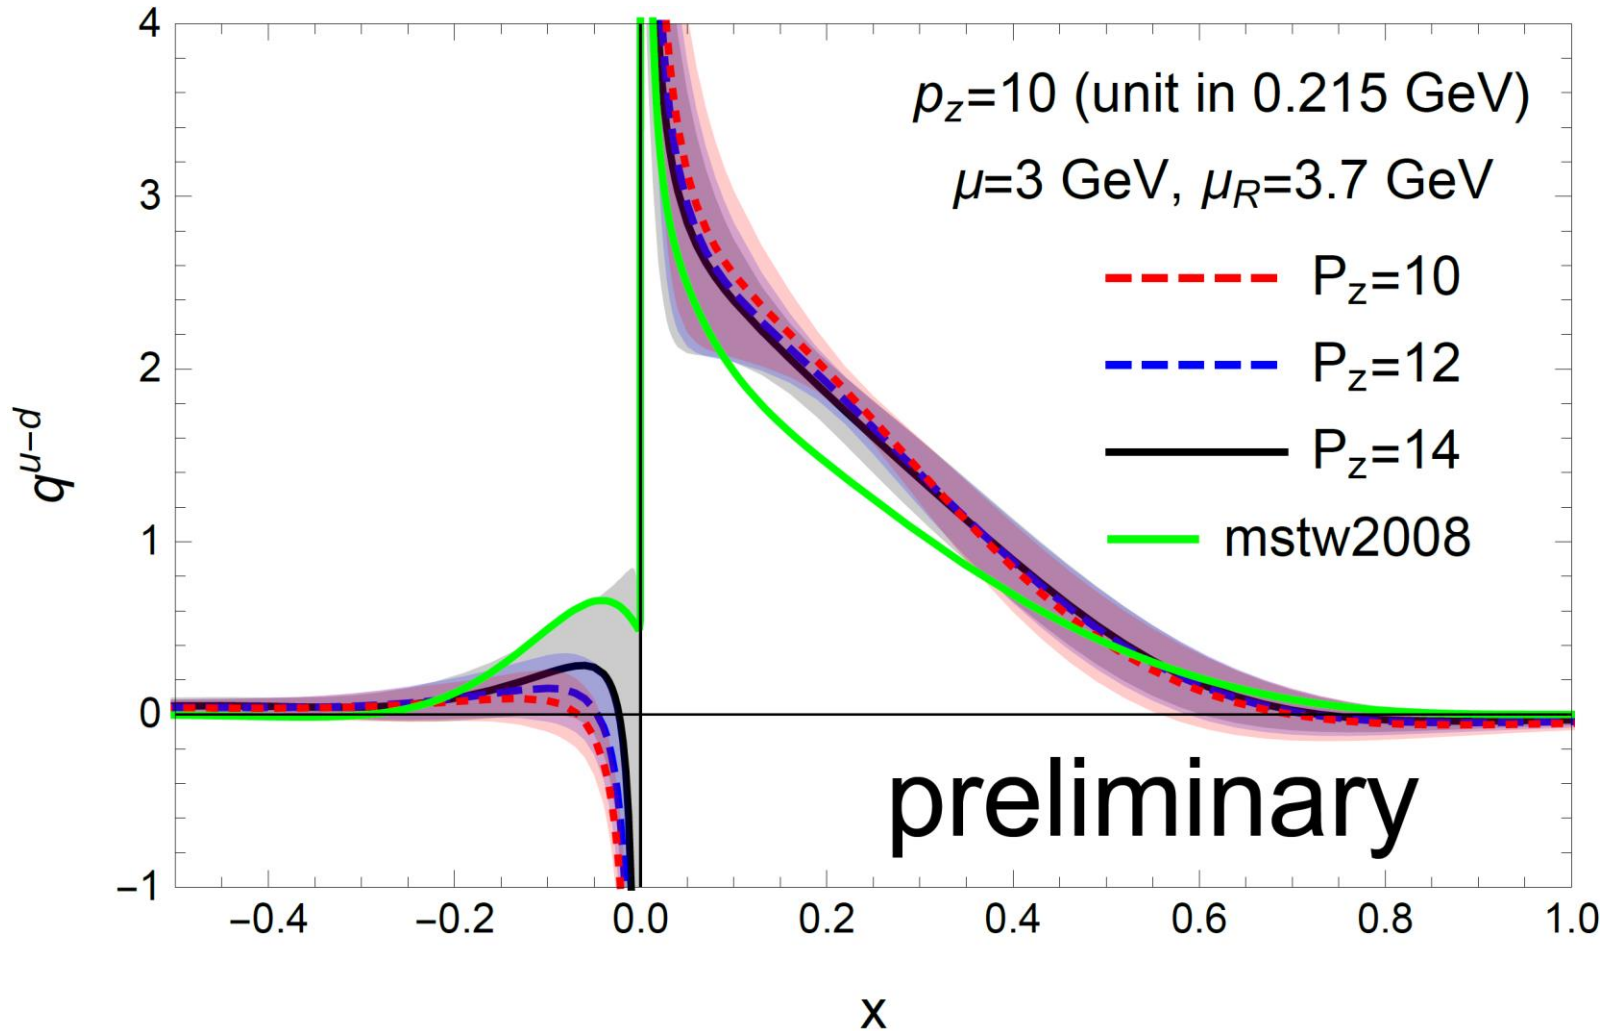 4
3
2
1
0
−1
q^{u−d}
p_z=10 (unit in 0.215 GeV)
μ=3 GeV, μ_R=3.7 GeV
P_z=10
P_z=12
P_z=14
mstw2008
preliminary
−0.4 −0.2 0.0 0.2 0.4 0.6 0.8 1.0
x